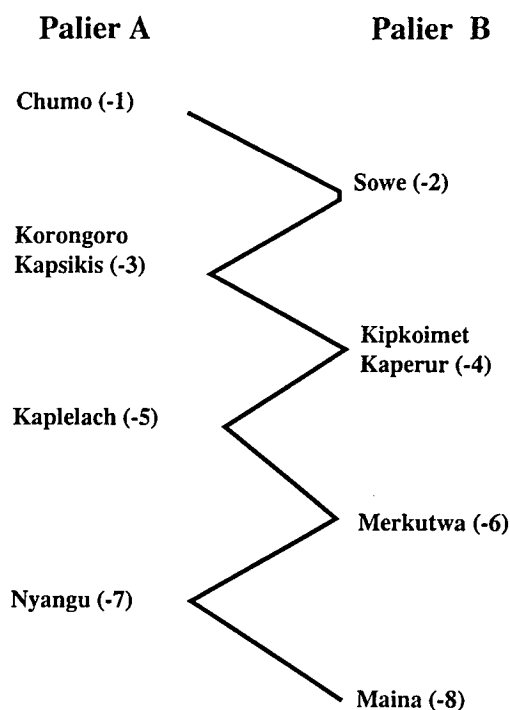 Palier A
Palier B
Chumo (-1)
Sowe (-2)
Korongoro
Kapsikis (-3)
Kipkoimet
Kaperur (-4)
Kaplelach (-5)
Merkutwa (-6)
Nyangu (-7)
Maina (-8)